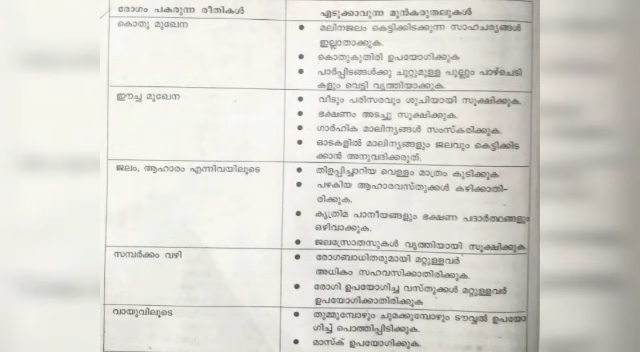 രോഗം പകരുന്ന രീതികൾ
എടുക്കാവുന്ന മുൻകരുതലുകൾ
കൊതു മുഖേന
● മലിനജലം കെട്ടിക്കിടക്കുന്ന സാഹചര്യങ്ങൾ
ഇല്ലാതാക്കുക.
● കൊതുകുതിരി ഉപയോഗിക്കുക
● പാർപ്പിടങ്ങൾക്കു ചുറ്റുമുള്ള പുല്ലും പാഴ്ചെടി
കളും വെട്ടി വൃത്തിയാക്കുക.
ഈച്ച മുഖേന
● വീടും പരിസരവും ശുചിയായി സൂക്ഷിക്കുക
● ഭക്ഷണം അടച്ചു സൂക്ഷിക്കുക.
● ഗാർഹിക മാലിന്യങ്ങൾ സംസ്കരിക്കുക.
● ഓടകളിൽ മാലിന്യങ്ങളും ജലവും കെട്ടിക്കിട
ക്കാൻ അനുവദിക്കരുത്.
ജലം, ആഹാരം എന്നിവയിലൂടെ
● തിളപ്പിച്ചാറിയ വെള്ളം മാത്രം കുടിക്കുക
● പഴകിയ ആഹാരവസ്തുക്കൾ കഴിക്കാതി-
രിക്കുക.
● കൃത്രിമ പാനീയങ്ങളും ഭക്ഷണ പദാർത്ഥങ്ങളും
ഒഴിവാക്കുക.
● ജലസ്രോതസുകൾ വൃത്തിയായി സൂക്ഷിക്കുക
സമ്പർക്കം വഴി
● രോഗബാധിതരുമായി മറ്റുള്ളവർ
അധികം സഹവസിക്കാതിരിക്കുക.
● രോഗി ഉപയോഗിച്ച വസ്തുക്കൾ മറ്റുള്ളവർ
ഉപയോഗിക്കാതിരിക്കുക
വായുവിലൂടെ
● തുമ്മുമ്പോഴും ചുമക്കുമ്പോഴും ടൗവ്വൽ ഉപയോ
ഗിച്ച് പൊത്തിപ്പിടിക്കുക.
● മാസ്ക് ഉപയോഗിക്കുക.